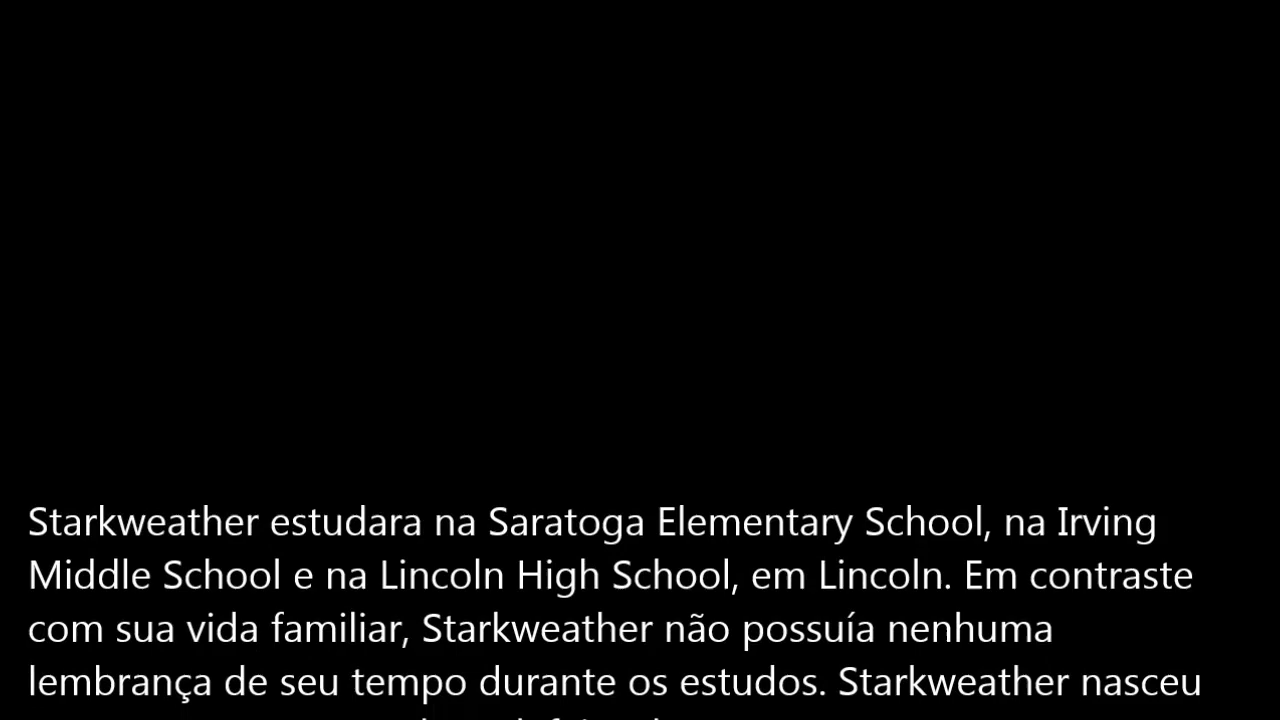 Starkweather estudara na Saratoga Elementary School, na Irving
Middle School e na Lincoln High School, em Lincoln. Em contraste
com sua vida familiar, Starkweather não possuía nenhuma
lembrança de seu tempo durante os estudos. Starkweather nasceu